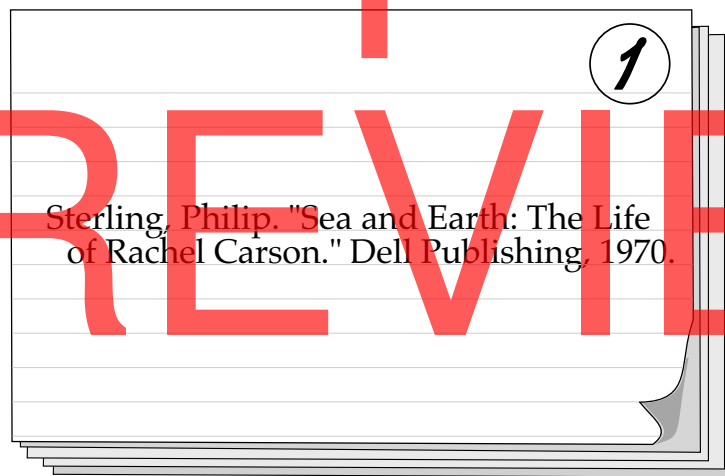 1
Sterling, Philip. "Sea and Earth: The Life
of Rachel Carson." Dell Publishing, 1970.
REVIE